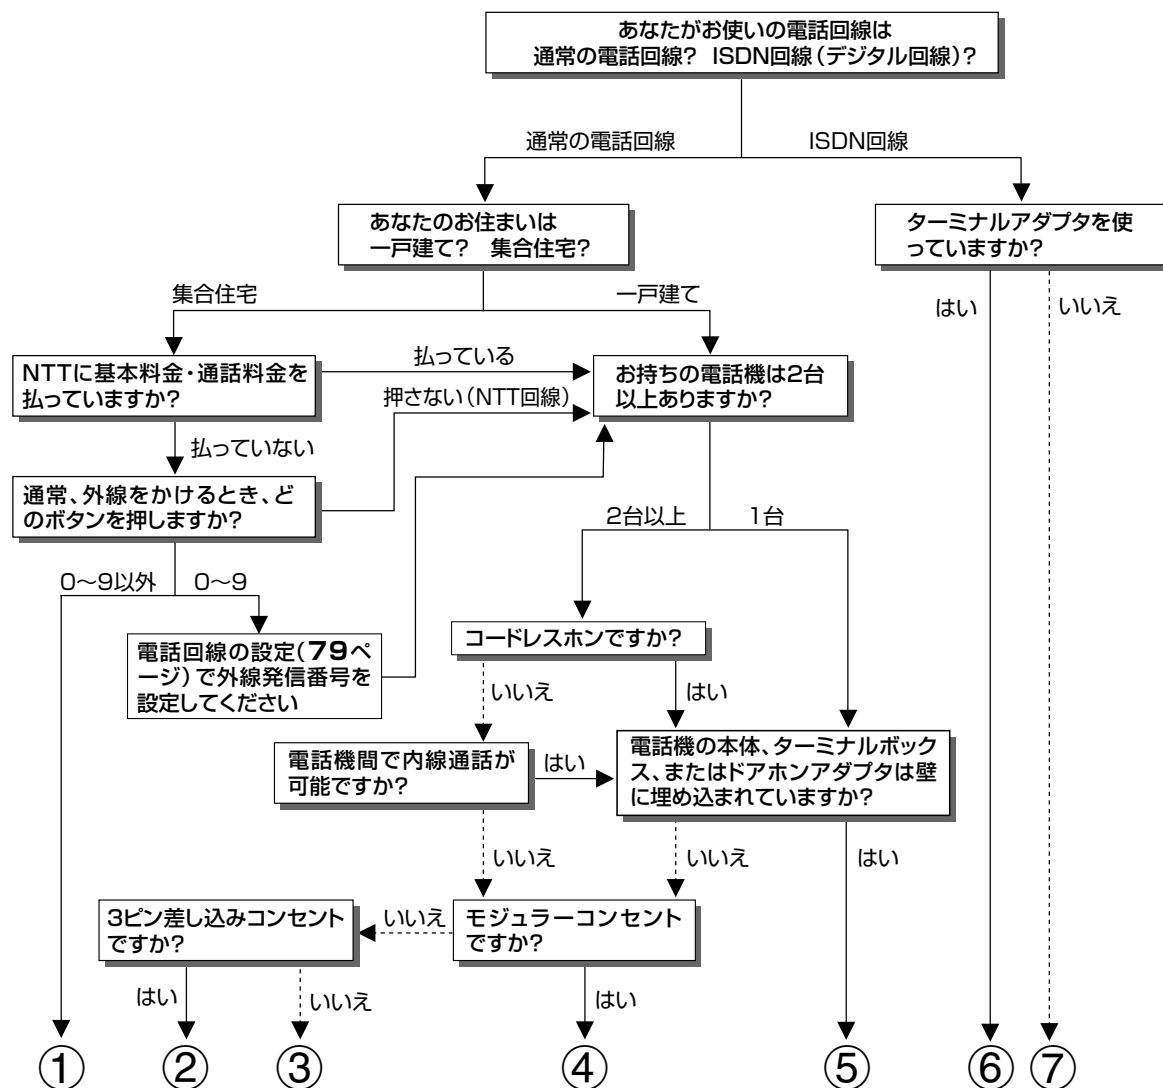 あなたがお使いの電話回線は
通常の電話回線? ISDN回線(デジタル回線)?
通常の電話回線
ISDN回線
あなたのお住まいは
一戸建て? 集合住宅?
ターミナルアダプタを使
っていますか?
集合住宅
一戸建て
はい
いいえ
NTTに基本料金・通話料金を
払っていますか?
払っている
お持ちの電話機は2台
以上ありますか?
押さない(NTT回線)
払っていない
通常、外線をかけるとき、ど
のボタンを押しますか?
2台以上
1台
0〜9以外
0〜9
コードレスホンですか?
電話回線の設定(79ペ
ージ)で外線発信番号を
設定してください
いいえ
はい
電話機間で内線通話が
可能ですか?
はい
電話機の本体、ターミナルボック
ス、またはドアホンアダプタは壁
に埋め込まれていますか?
いいえ
いいえ
はい
3ピン差し込みコンセント
ですか?
いいえ
モジュラーコンセント
ですか?
はい
いいえ
はい
①
②
③
④
⑤
⑥
⑦